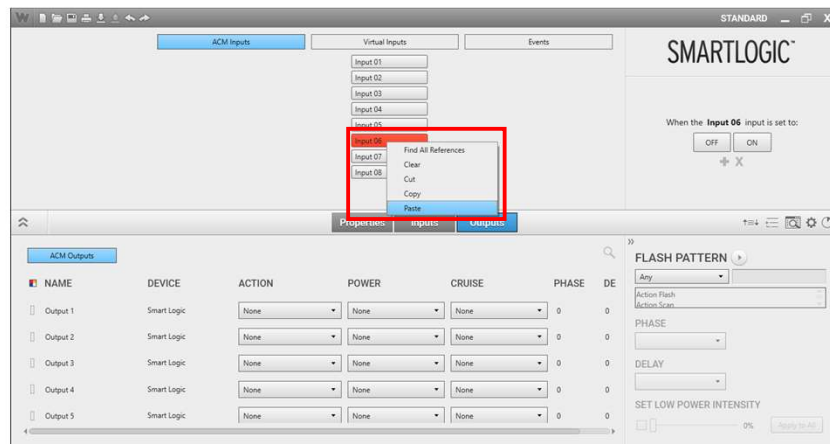 W STANDARD
ACM Inputs Virtual Inputs Events
SMARTLOGIC™
Input 01
Input 02
Input 03
Input 04
Input 05
Input 06
Input 07
Input 08
Find All References
Clear
Cut
Copy
Paste
When the Input 06 input is set to:
OFF ON
Properties Inputs Outputs
ACM Outputs
NAME DEVICE ACTION POWER CRUISE PHASE DE
Output 1 Smart Logic None None None 0 0
Output 2 Smart Logic None None None 0 0
Output 3 Smart Logic None None None 0 0
Output 4 Smart Logic None None None 0 0
Output 5 Smart Logic None None None 0 0
FLASH PATTERN
Any
Action Flash
Action Scan
PHASE
DELAY
SET LOW POWER INTENSITY
0% Apply to All